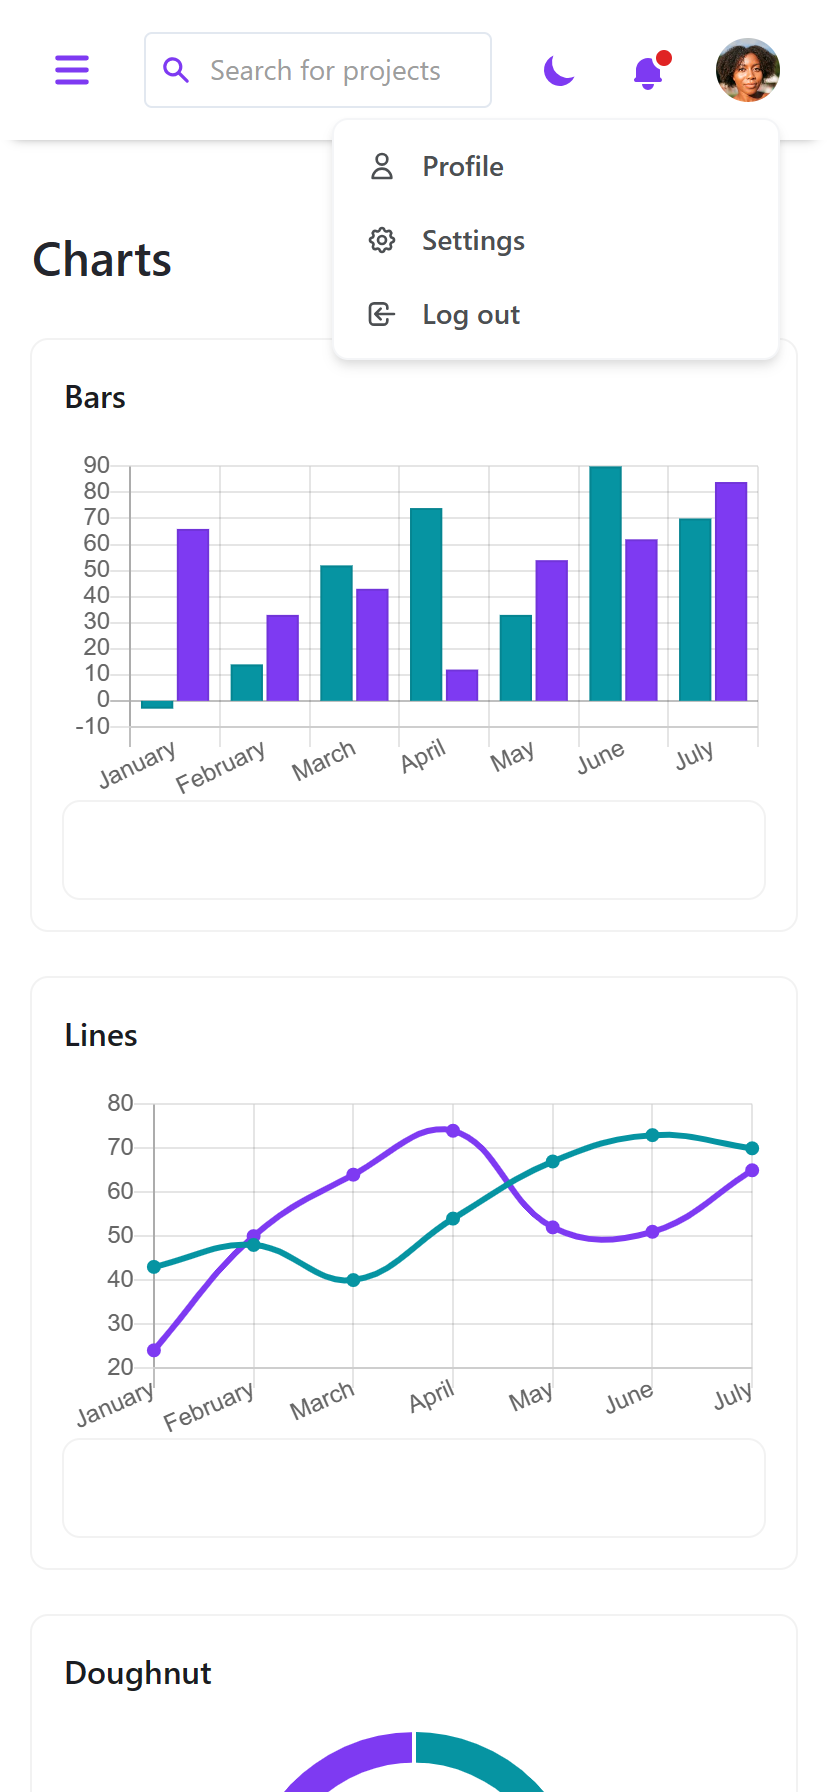 Search for projects
Profile
Settings
Log out
Charts
Bars
90
80
70
60
50
40
30
20
10
0
-10
January February March April May June July
Lines
80
70
60
50
40
30
20
January February March April May June July
Doughnut